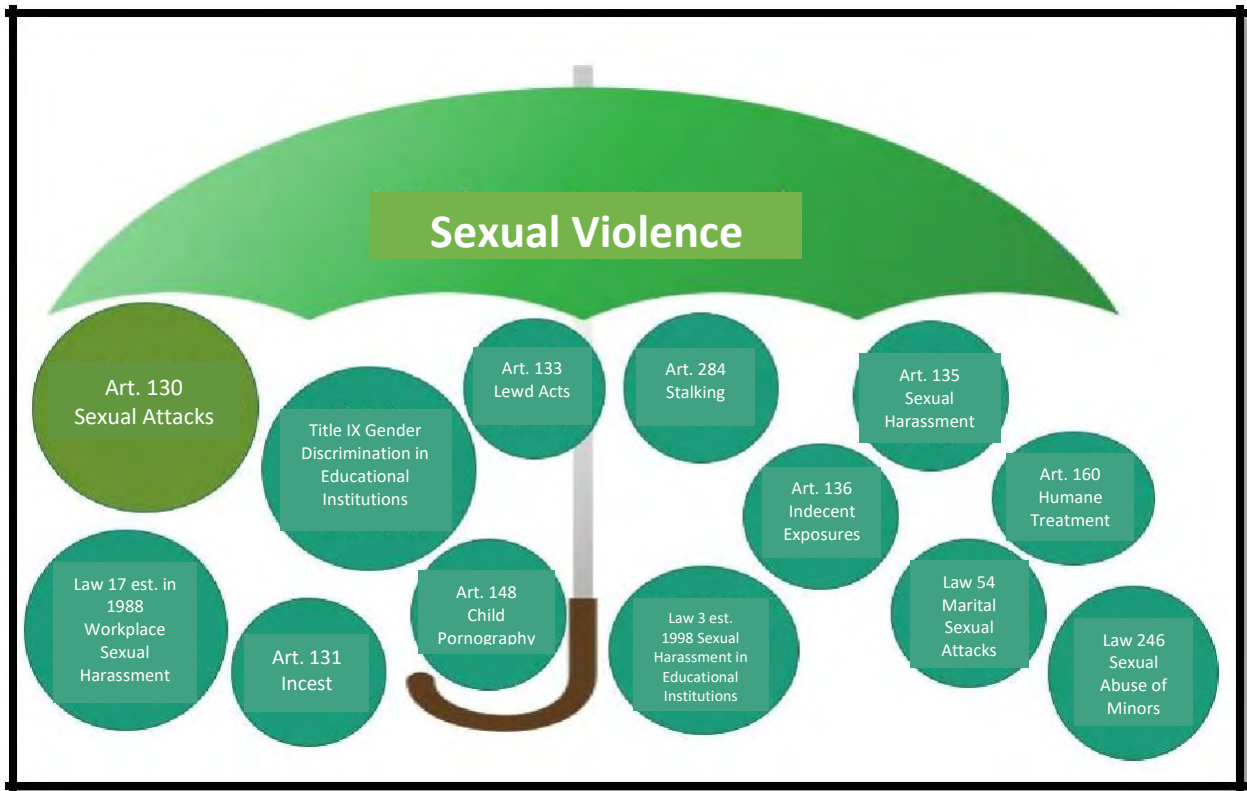 Sexual Violence
Art. 130
Sexual Attacks
Title IX Gender
Discrimination in
Educational
Institutions
Art. 133
Lewd Acts
Art. 284
Stalking
Art. 135
Sexual
Harassment
Art. 136
Indecent
Exposures
Art. 160
Humane
Treatment
Law 17 est. in
1988
Workplace
Sexual
Harassment
Art. 131
Incest
Art. 148
Child
Pornography
Law 3 est.
1998 Sexual
Harassment in
Educational
Institutions
Law 54
Marital
Sexual
Attacks
Law 246
Sexual
Abuse of
Minors